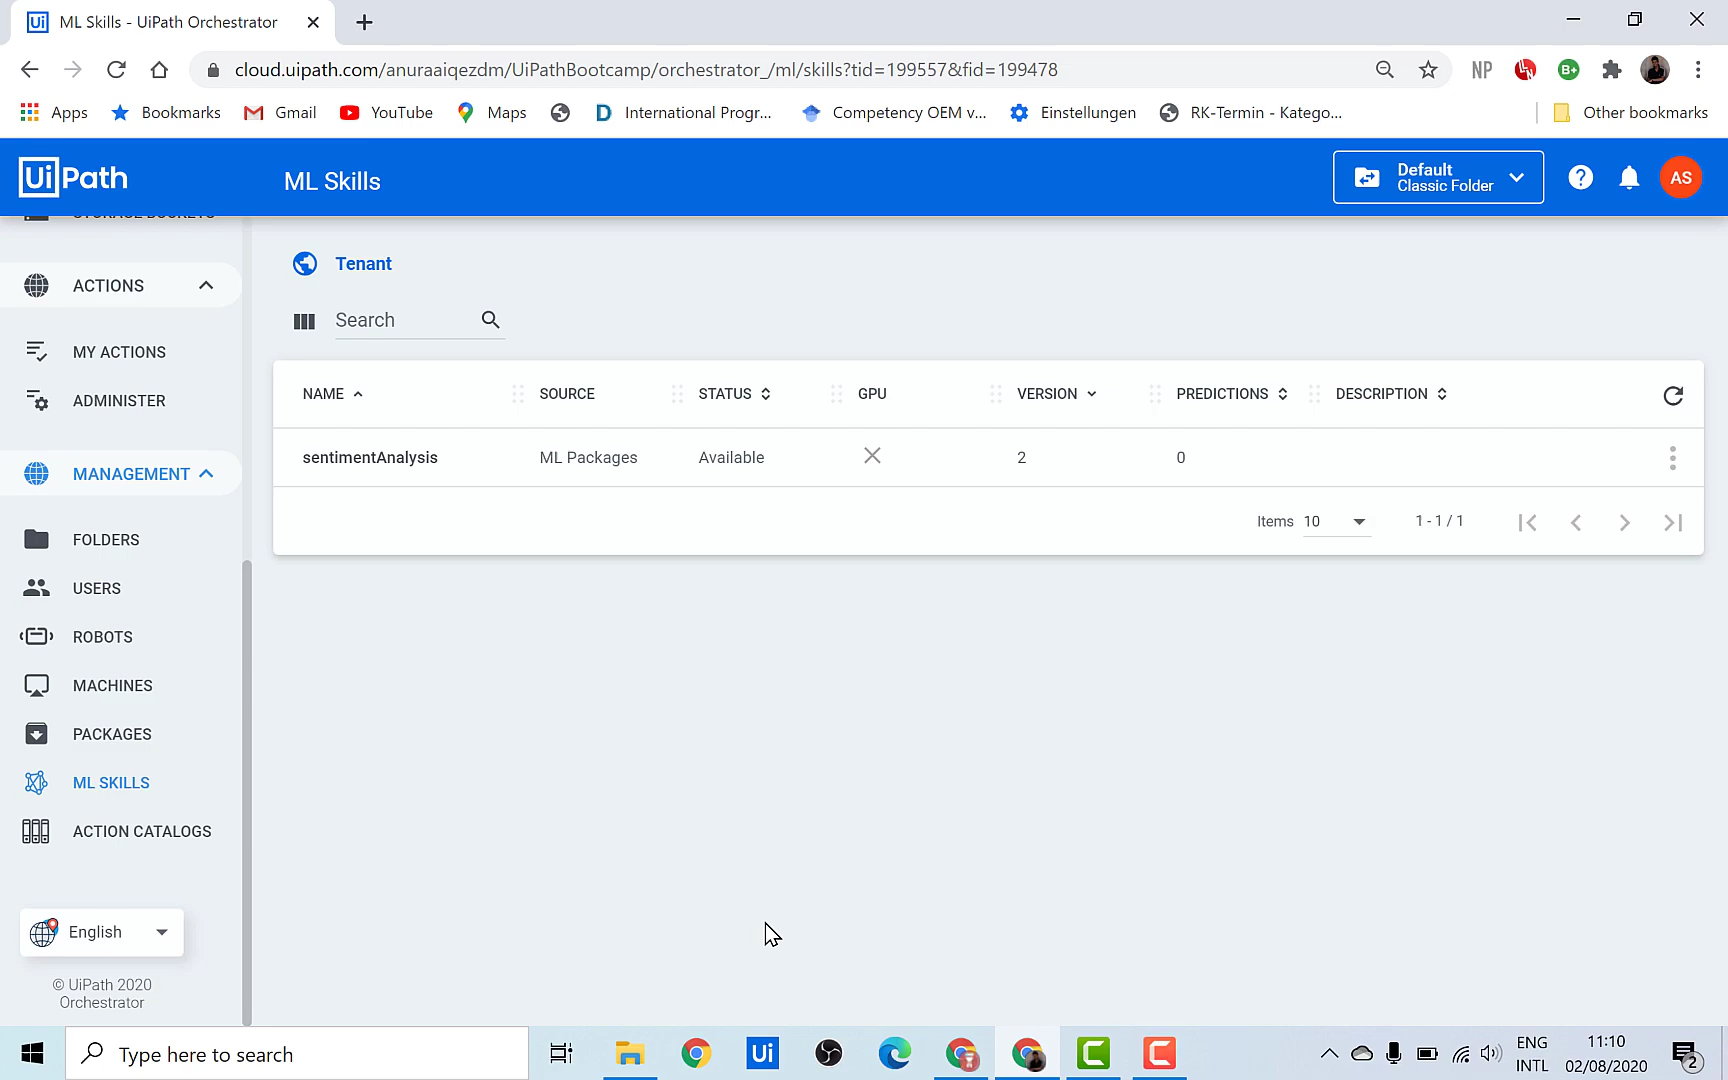 ML Skills - UiPath Orchestrator
cloud.uipath.com/anuraaiqezdm/UiPathBootcamp/orchestrator_/ml/skills?tid=199557&fid=199478
NP
B+
Apps
Bookmarks
Gmail
YouTube
Maps
International Progr...
Competency OEM v...
Einstellungen
RK-Termin - Katego...
Other bookmarks
UiPath
ML Skills
Default
Classic Folder
AS
STORAGE BUCKETS
ACTIONS
MY ACTIONS
ADMINISTER
MANAGEMENT
FOLDERS
USERS
ROBOTS
MACHINES
PACKAGES
ML SKILLS
ACTION CATALOGS
English
© UiPath 2020
Orchestrator
Tenant
Search
NAME SOURCE STATUS GPU VERSION PREDICTIONS DESCRIPTION
sentimentAnalysis ML Packages Available 2 0
Items 10 1 - 1 / 1
Type here to search
Ui
ENG
INTL
11:10
02/08/2020
2